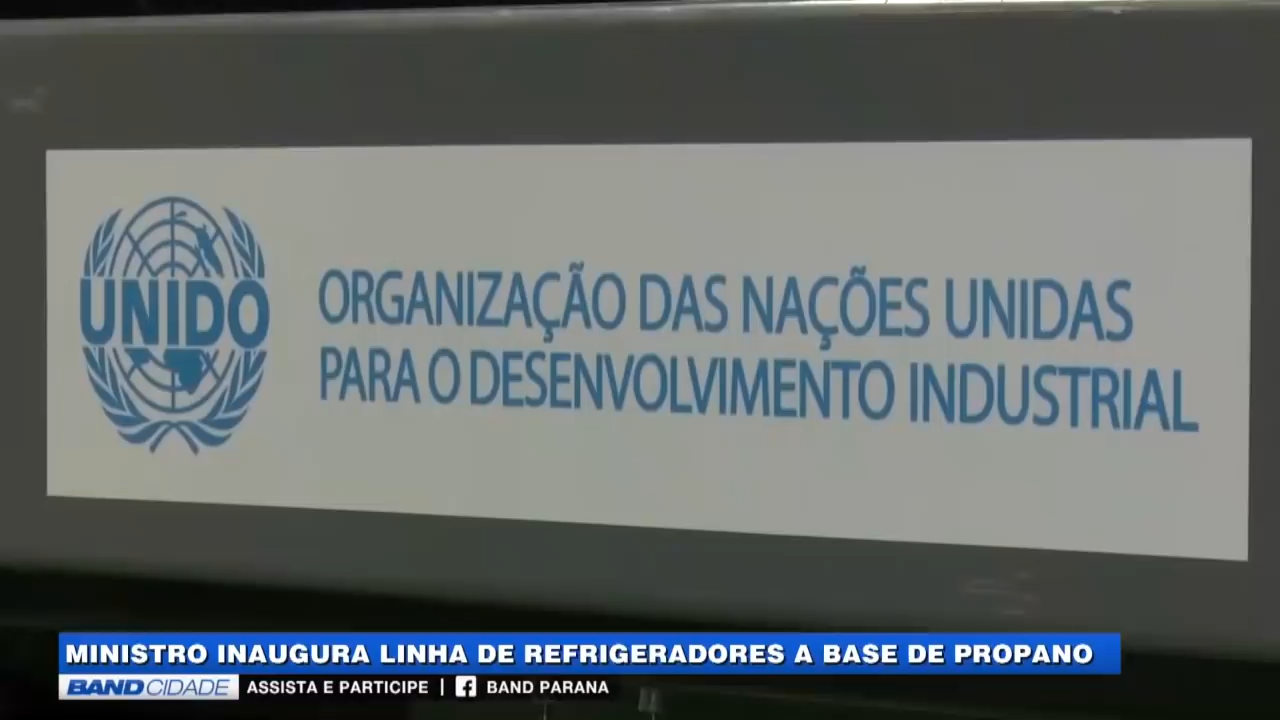 UNIDO
ORGANIZAÇÃO DAS NAÇÕES UNIDAS
PARA O DESENVOLVIMENTO INDUSTRIAL
MINISTRO INAUGURA LINHA DE REFRIGERADORES A BASE DE PROPANO
BAND CIDADE ASSISTA E PARTICIPE | BAND PARANA